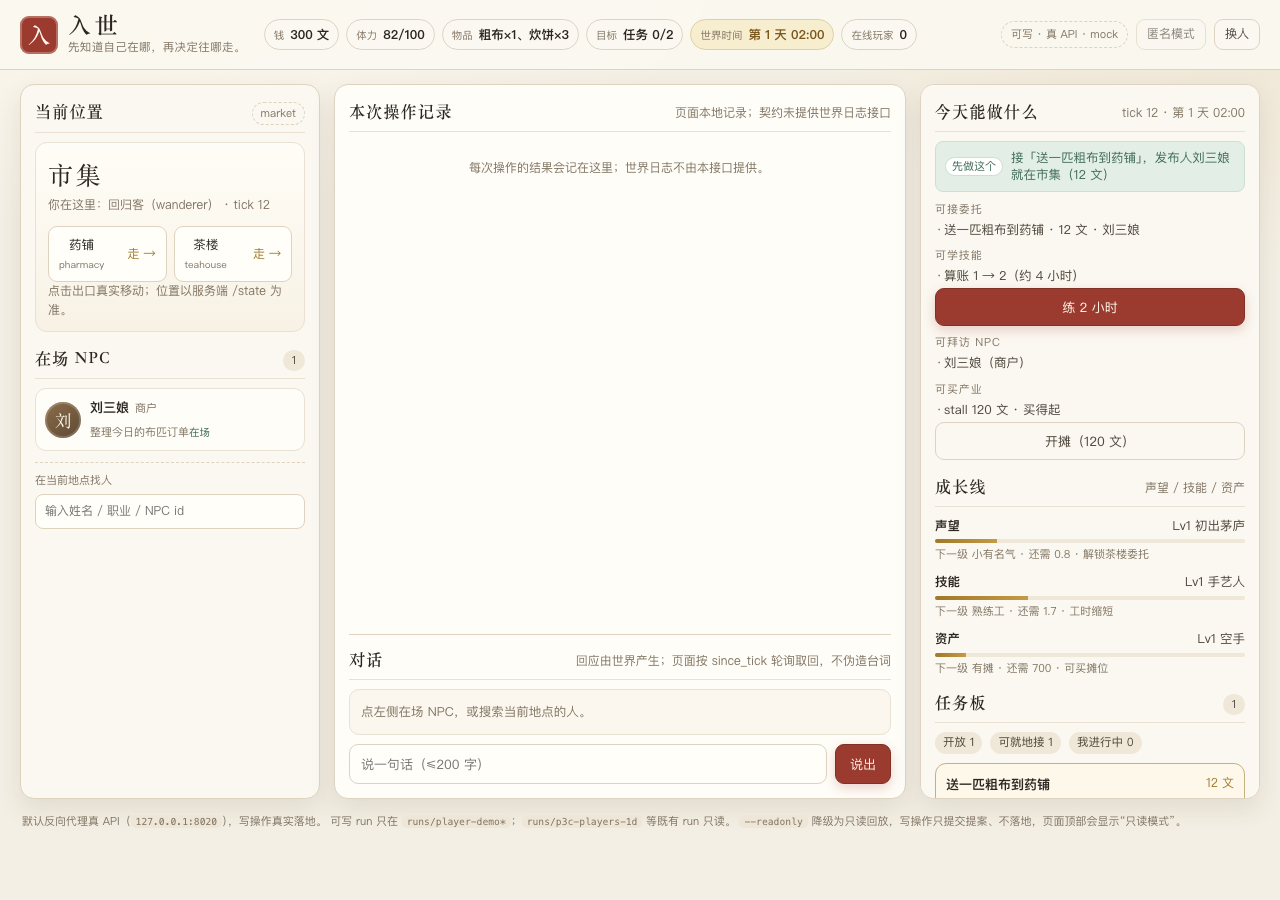 入
入世
先知道自己在哪，再决定往哪走。
钱 300 文
体力 82/100
物品 粗布×1、炊饼×3
目标 任务 0/2
世界时间 第 1 天 02:00
在线玩家 0
可写 · 真 API · mock
匿名模式
换人
当前位置
market
市集
你在这里：回归客（wanderer） · tick 12
药铺
pharmacy
走 →
茶楼
teahouse
走 →
点击出口真实移动；位置以服务端 /state 为
准。
在场 NPC
1
刘
刘三娘 商户
整理今日的布匹订单在场
在当前地点找人
输入姓名 / 职业 / NPC id
本次操作记录
页面本地记录；契约未提供世界日志接口
每次操作的结果会记在这里；世界日志不由本接口提供。
对话
回应由世界产生；页面按 since_tick 轮询取回，不伪造台词
点左侧在场 NPC，或搜索当前地点的人。
说一句话（≤200 字）
说出
今天能做什么
tick 12 · 第 1 天 02:00
先做这个
接「送一匹粗布到药铺」，发布人刘三娘
就在市集（12 文）
可接委托
· 送一匹粗布到药铺 · 12 文 · 刘三娘
可学技能
· 算账 1 → 2（约 4 小时）
练 2 小时
可拜访 NPC
· 刘三娘（商户）
可买产业
· stall 120 文 · 买得起
开摊（120 文）
成长线
声望 / 技能 / 资产
声望
Lv1 初出茅庐
下一级 小有名气 · 还需 0.8 · 解锁茶楼委托
技能
Lv1 手艺人
下一级 熟练工 · 还需 1.7 · 工时缩短
资产
Lv1 空手
下一级 有摊 · 还需 700 · 可买摊位
任务板
1
开放 1
可就地接 1
我进行中 0
送一匹粗布到药铺
12 文
默认反向代理真 API（ 127.0.0.1:8020 ），写操作真实落地。 可写 run 只在 runs/player-demo* ； runs/p3c-players-1d 等既有 run 只读。 --readonly 降级为只读回放，写操作只提交提案、不落地，页面顶部会显示“只读模式”。